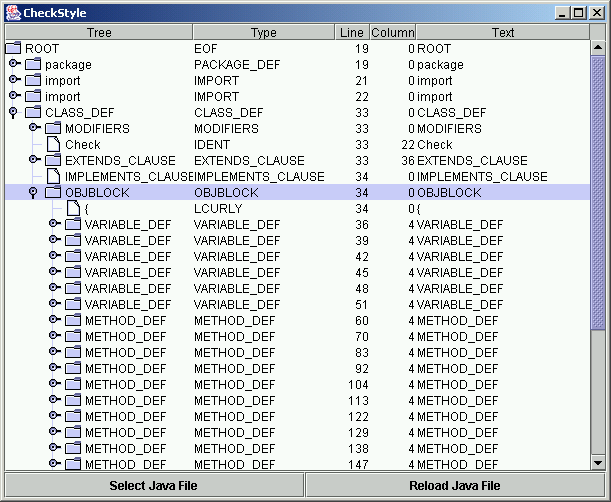 CheckStyle
Tree Type Line Column Text
ROOT EOF 19 0 ROOT
package PACKAGE_DEF 19 0 package
import IMPORT 21 0 import
import IMPORT 22 0 import
CLASS_DEF CLASS_DEF 33 0 CLASS_DEF
MODIFIERS MODIFIERS 33 0 MODIFIERS
Check IDENT 33 22 Check
EXTENDS_CLAUSE EXTENDS_CLAUSE 33 36 EXTENDS_CLAUSE
IMPLEMENTS_CLAUSE IMPLEMENTS_CLAUSE 34 0 IMPLEMENTS_CLAUSE
OBJBLOCK OBJBLOCK 34 0 OBJBLOCK
{ LCURLY 34 0 {
VARIABLE_DEF VARIABLE_DEF 36 4 VARIABLE_DEF
VARIABLE_DEF VARIABLE_DEF 39 4 VARIABLE_DEF
VARIABLE_DEF VARIABLE_DEF 42 4 VARIABLE_DEF
VARIABLE_DEF VARIABLE_DEF 45 4 VARIABLE_DEF
VARIABLE_DEF VARIABLE_DEF 48 4 VARIABLE_DEF
VARIABLE_DEF VARIABLE_DEF 51 4 VARIABLE_DEF
METHOD_DEF METHOD_DEF 60 4 METHOD_DEF
METHOD_DEF METHOD_DEF 70 4 METHOD_DEF
METHOD_DEF METHOD_DEF 83 4 METHOD_DEF
METHOD_DEF METHOD_DEF 92 4 METHOD_DEF
METHOD_DEF METHOD_DEF 104 4 METHOD_DEF
METHOD_DEF METHOD_DEF 113 4 METHOD_DEF
METHOD_DEF METHOD_DEF 122 4 METHOD_DEF
METHOD_DEF METHOD_DEF 129 4 METHOD_DEF
METHOD_DEF METHOD_DEF 138 4 METHOD_DEF
METHOD_DEF METHOD_DEF 147 4 METHOD_DEF
Select Java File Reload Java File